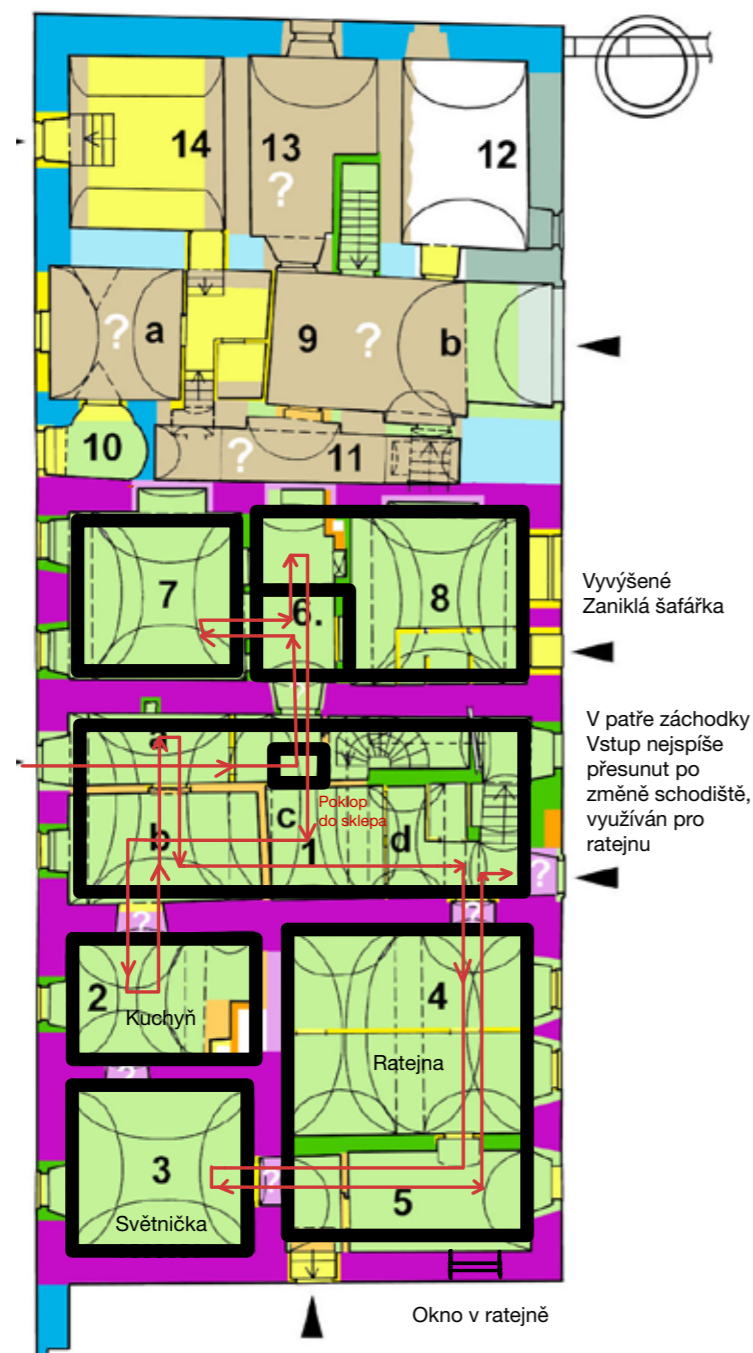 14
13
12
?
?
a
9
?
b
10
?
11
7
6.
8
Vyvýšené
Zaniklá šafářka
?
a
V patře záchodky
Vstup nejspíše
přesunut po
změně schodiště,
využíván pro
ratejnu
Poklop
do sklepa
c
b
1
d
?
?
?
2
Kuchyň
4
Ratejna
?
3
?
Světnička
5
Okno v ratejně